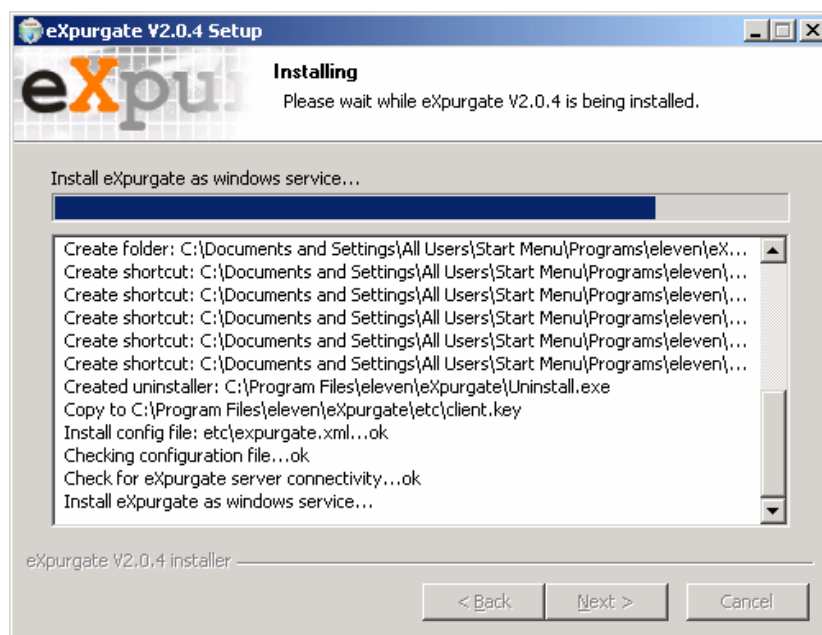 eXpurgate V2.0.4 Setup
eXpu
Installing
Please wait while eXpurgate V2.0.4 is being installed.
Install eXpurgate as windows service...
Create folder: C:\Documents and Settings\All Users\Start Menu\Programs\eleven\eX...
Create shortcut: C:\Documents and Settings\All Users\Start Menu\Programs\eleven\...
Create shortcut: C:\Documents and Settings\All Users\Start Menu\Programs\eleven\...
Create shortcut: C:\Documents and Settings\All Users\Start Menu\Programs\eleven\...
Create shortcut: C:\Documents and Settings\All Users\Start Menu\Programs\eleven\...
Create shortcut: C:\Documents and Settings\All Users\Start Menu\Programs\eleven\...
Created uninstaller: C:\Program Files\eleven\eXpurgate\Uninstall.exe
Copy to C:\Program Files\eleven\eXpurgate\etc\client.key
Install config file: etc\expurgate.xml...ok
Checking configuration file...ok
Check for eXpurgate server connectivity...ok
Install eXpurgate as windows service...
eXpurgate V2.0.4 installer
< Back Next > Cancel